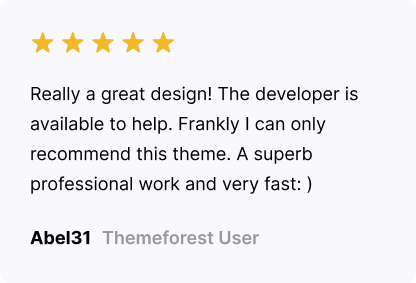 Really a great design! The developer is
available to help. Frankly I can only
recommend this theme. A superb
professional work and very fast: )
Abel31 Themeforest User